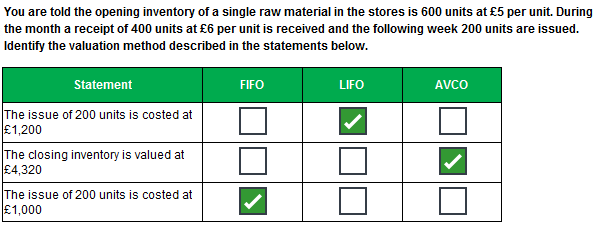 You are told the opening inventory of a single raw material in the stores is 600 units at £5 per unit. During
the month a receipt of 400 units at £6 per unit is received and the following week 200 units are issued.
Identify the valuation method described in the statements below.
Statement FIFO LIFO AVCO
The issue of 200 units is costed at
£1,200
The closing inventory is valued at
£4,320
The issue of 200 units is costed at
£1,000